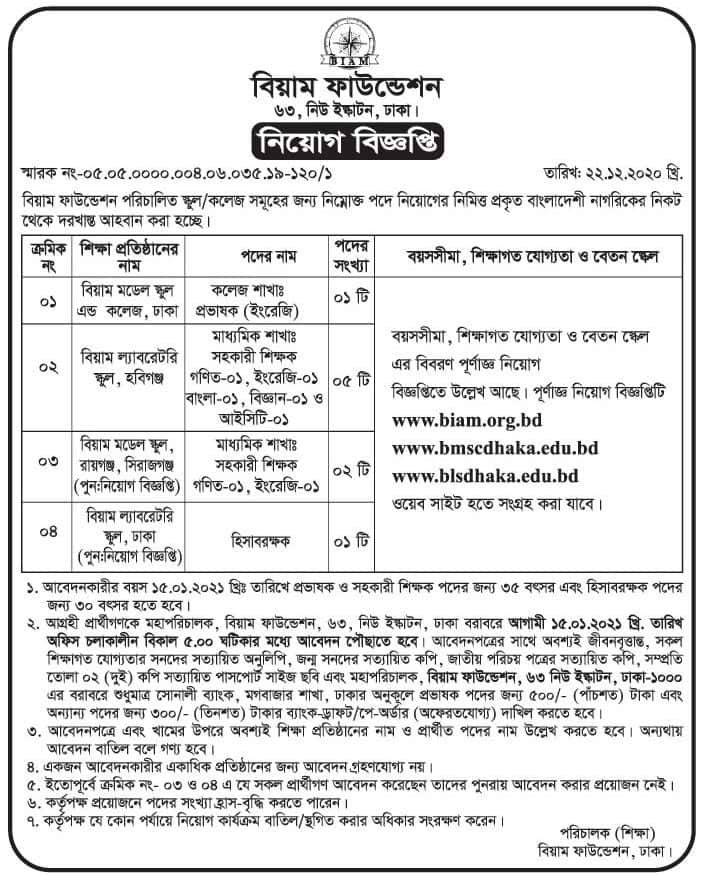 BIAM
বিয়াম ফাউন্ডেশন
৬৩, নিউ ইস্কাটন, ঢাকা।
নিয়োগ বিজ্ঞপ্তি
স্মারক নং-০৫.০৫.০০০০.০০৪.০৬.০৩৫.১৯-১২০/১ তারিখ: ২২.১২.২০২০ খ্রি.
বিয়াম ফাউন্ডেশন পরিচালিত স্কুল/কলেজ সমূহের জন্য নিম্নোক্ত পদে নিয়োগের নিমিত্ত প্রকৃত বাংলাদেশী নাগরিকের নিকট
থেকে দরখাস্ত আহবান করা হচ্ছে।
ক্রমিক নং
শিক্ষা প্রতিষ্ঠানের নাম
পদের নাম
পদের সংখ্যা
বয়সসীমা, শিক্ষাগত যোগ্যতা ও বেতন স্কেল
০১
বিয়াম মডেল স্কুল
এন্ড কলেজ, ঢাকা
কলেজ শাখাঃ
প্রভাষক (ইংরেজি)
০১ টি
০২
বিয়াম ল্যাবরেটরি
স্কুল, হবিগঞ্জ
মাধ্যমিক শাখাঃ
সহকারী শিক্ষক
গণিত-০১, ইংরেজি-০১
বাংলা-০১, বিজ্ঞান-০১ ও
আইসিটি-০১
০৫ টি
০৩
বিয়াম মডেল স্কুল,
রায়গঞ্জ, সিরাজগঞ্জ
(পুন:নিয়োগ বিজ্ঞপ্তি)
মাধ্যমিক শাখাঃ
সহকারী শিক্ষক
গণিত-০১, ইংরেজি-০১
০২ টি
০৪
বিয়াম ল্যাবরেটরি
স্কুল, ঢাকা
(পুন:নিয়োগ বিজ্ঞপ্তি)
হিসাবরক্ষক
০১ টি
বয়সসীমা, শিক্ষাগত যোগ্যতা ও বেতন স্কেল
এর বিবরণ পূর্ণাঙ্গ নিয়োগ
বিজ্ঞপ্তিতে উল্লেখ আছে। পূর্ণাঙ্গ নিয়োগ বিজ্ঞপ্তিটি
www.biam.org.bd
www.bmscdhaka.edu.bd
www.blsdhaka.edu.bd
ওয়েব সাইট হতে সংগ্রহ করা যাবে।
১. আবেদনকারীর বয়স ১৫.০১.২০২১ খ্রিঃ তারিখে প্রভাষক ও সহকারী শিক্ষক পদের জন্য ৩৫ বৎসর এবং হিসাবরক্ষক পদের
জন্য ৩০ বৎসর হতে হবে।
২. আগ্রহী প্রার্থীগণকে মহাপরিচালক, বিয়াম ফাউন্ডেশন, ৬৩, নিউ ইস্কাটন, ঢাকা বরাবরে আগামী ১৫.০১.২০২১ খ্রি. তারিখ
অফিস চলাকালীন বিকাল ৫.০০ ঘটিকার মধ্যে আবেদন পৌছাতে হবে। আবেদনপত্রের সাথে অবশ্যই জীবনবৃত্তান্ত, সকল
শিক্ষাগত যোগ্যতার সনদের সত্যায়িত অনুলিপি, জন্ম সনদের সত্যায়িত কপি, জাতীয় পরিচয় পত্রের সত্যায়িত কপি, সম্প্রতি
তোলা ০২ (দুই) কপি সত্যায়িত পাসপোর্ট সাইজ ছবি এবং মহাপরিচালক, বিয়াম ফাউন্ডেশন, ৬৩ নিউ ইস্কাটন, ঢাকা-১০০০
এর বরাবরে শুধুমাত্র সোনালী ব্যাংক, মগবাজার শাখা, ঢাকার অনুকূলে প্রভাষক পদের জন্য ৫০০/- (পাঁচশত) টাকা এবং
অন্যান্য পদের জন্য ৩০০/- (তিনশত) টাকার ব্যাংক-ড্রাফট/পে-অর্ডার (অফেরতযোগ্য) দাখিল করতে হবে।
৩. আবেদনপত্রে এবং খামের উপরে অবশ্যই শিক্ষা প্রতিষ্ঠানের নাম ও প্রার্থীত পদের নাম উল্লেখ করতে হবে। অন্যথায়
আবেদন বাতিল বলে গণ্য হবে।
৪. একজন আবেদনকারীর একাধিক প্রতিষ্ঠানের জন্য আবেদন গ্রহণযোগ্য নয়।
৫. ইতোপূর্বে ক্রমিক নং- ০৩ ও ০৪ এ যে সকল প্রার্থীগণ আবেদন করেছেন তাদের পুনরায় আবেদন করার প্রয়োজন নেই।
৬. কর্তৃপক্ষ প্রয়োজনে পদের সংখ্যা হ্রাস-বৃদ্ধি করতে পারেন।
৭. কর্তৃপক্ষ যে কোন পর্যায়ে নিয়োগ কার্যক্রম বাতিল/স্থগিত করার অধিকার সংরক্ষণ করেন।
পরিচালক (শিক্ষা)
বিয়াম ফাউন্ডেশন, ঢাকা।